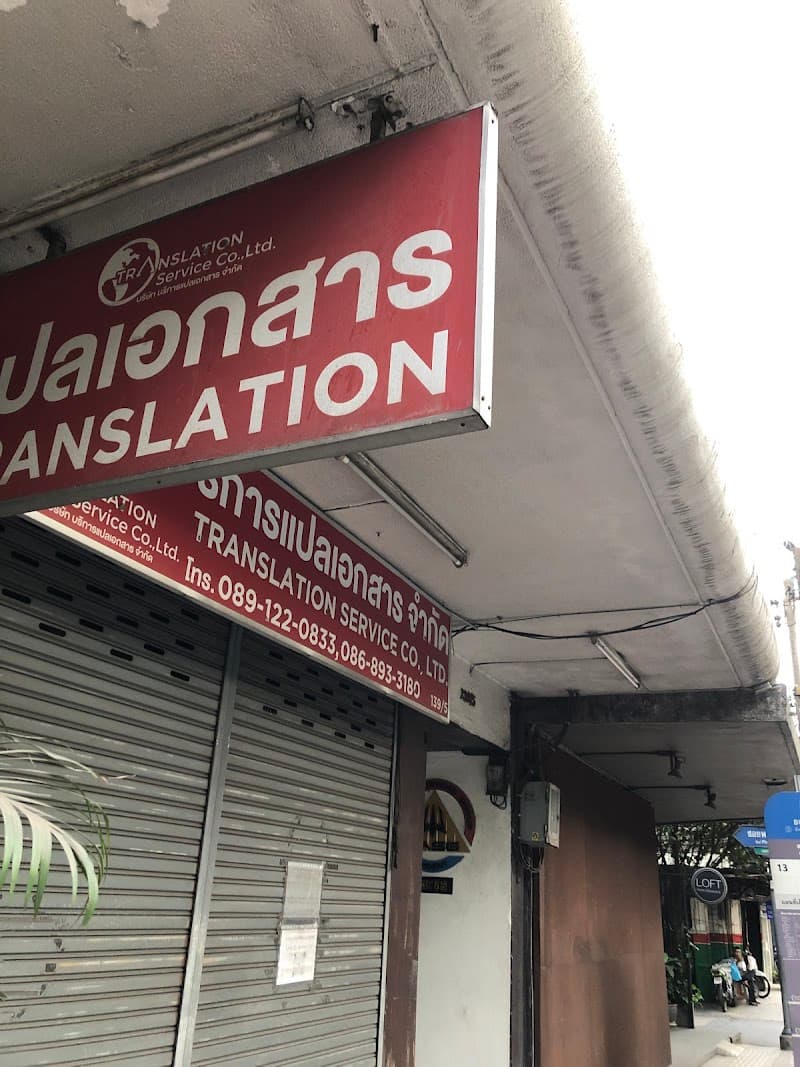 TRANSLATION
Service Co.,Ltd.
บริษัท บริการแปลเอกสาร จำกัด
แปลเอกสาร
RANSLATION
ATION
Service Co.,Ltd.
บริการแปลเอกสาร จำกัด
ริการแปลเอกสาร จำกัด
TRANSLATION SERVICE CO., LTD.
โทร. 089-122-0833, 086-893-3180
139/5
LOFT
13